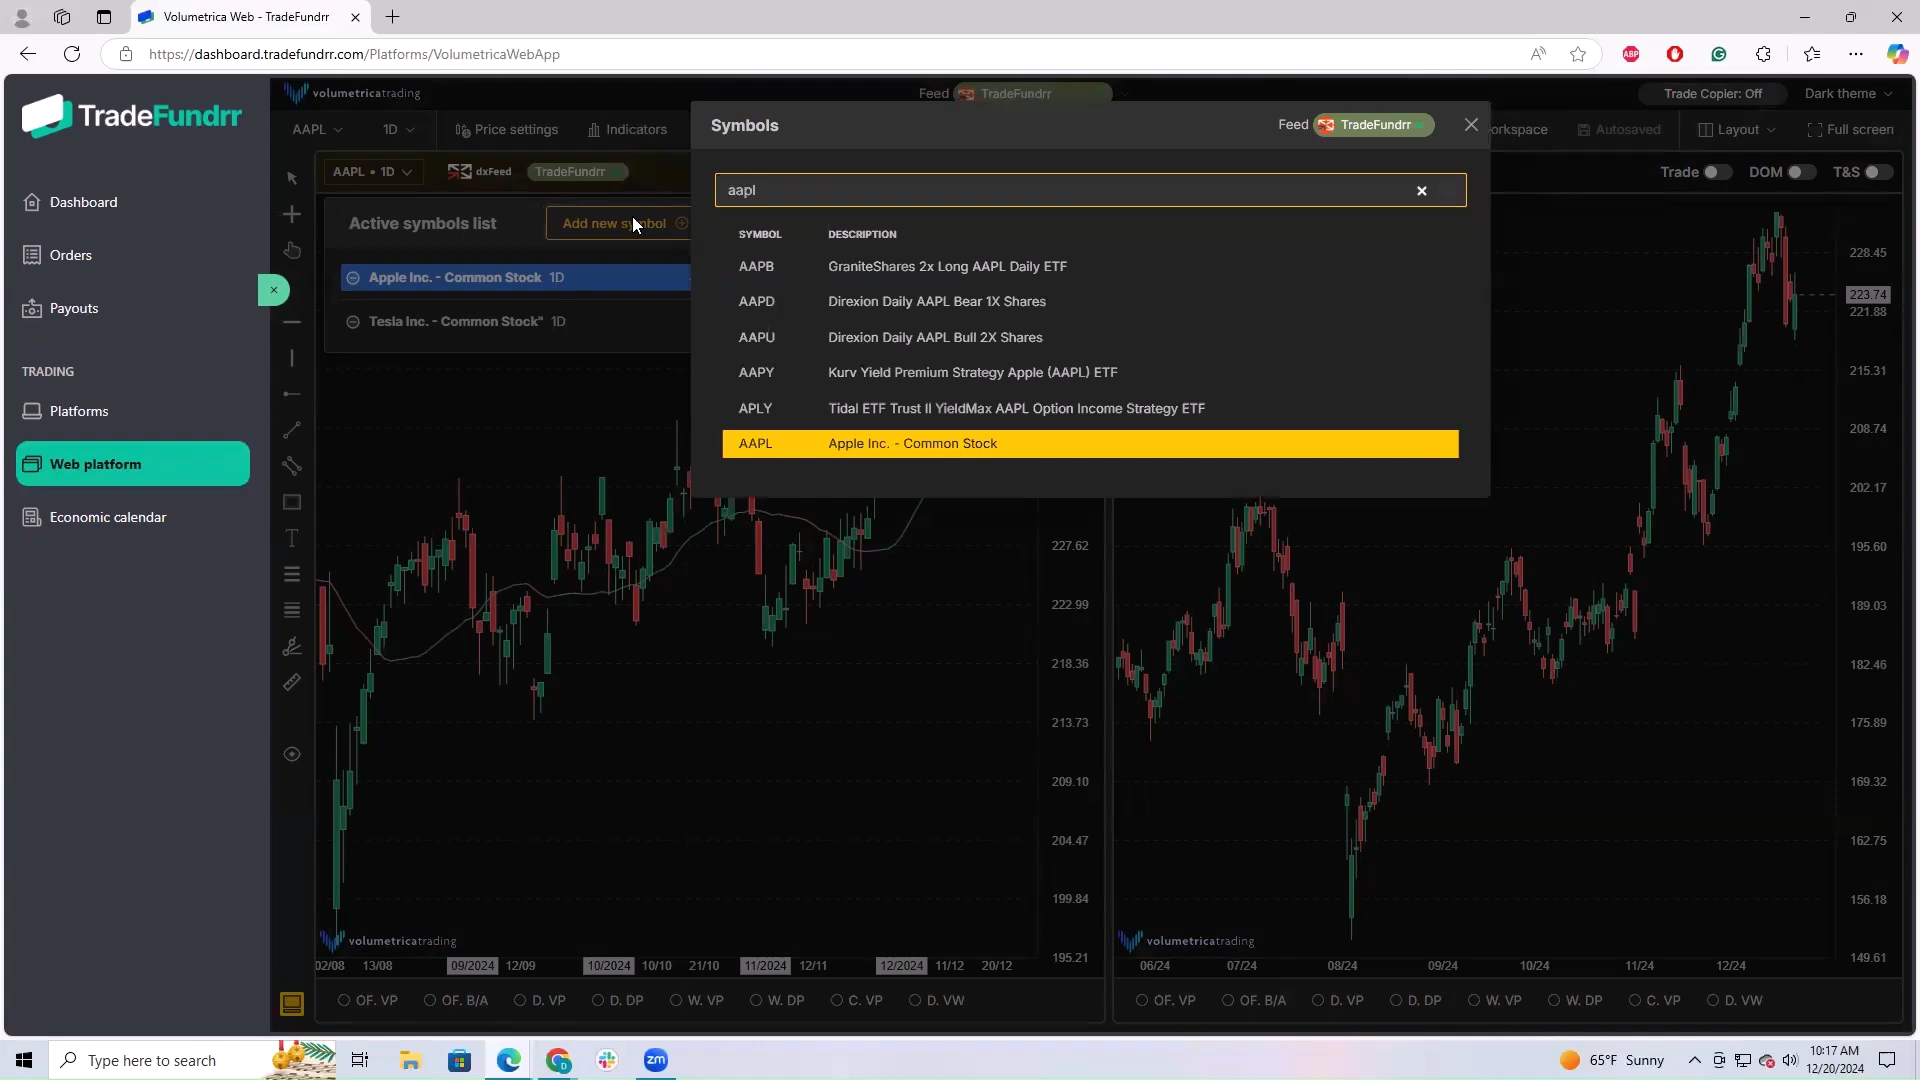 Volumetrica Web - TradeFundrr
https://dashboard.tradefundrr.com/Platforms/VolumetricaWebApp
ABP
TradeFundrr
Dashboard
Orders
Payouts
TRADING
Platforms
Web platform
Economic calendar
volumetricatrading
Feed TradeFundrr
Trade Copier: Off
Dark theme
AAPL
1D
Price settings
Indicators
orkspace
Autosaved
Layout
Full screen
AAPL • 1D
dxFeed
TradeFundrr
Trade
DOM
T&S
Active symbols list
Add new symbol
Apple Inc. - Common Stock 1D
Tesla Inc. - Common Stock" 1D
Symbols
Feed TradeFundrr
aapl
SYMBOL DESCRIPTION
AAPB GraniteShares 2x Long AAPL Daily ETF
AAPD Direxion Daily AAPL Bear 1X Shares
AAPU Direxion Daily AAPL Bull 2X Shares
AAPY Kurv Yield Premium Strategy Apple (AAPL) ETF
APLY Tidal ETF Trust II YieldMax AAPL Option Income Strategy ETF
AAPL Apple Inc. - Common Stock
227.62
222.99
218.36
213.73
209.10
204.47
199.84
195.21
volumetricatrading
02/08 13/08 09/2024 12/09 10/2024 10/10 21/10 11/2024 12/11 12/2024 11/12 20/12
OF. VP OF. B/A D. VP D. DP W. VP W. DP C. VP D. VW
228.45
223.74
221.88
215.31
208.74
202.17
195.60
189.03
182.46
175.89
169.32
162.75
156.18
149.61
volumetricatrading
06/24 07/24 08/24 09/24 10/24 11/24 12/24
OF. VP OF. B/A D. VP D. DP W. VP W. DP C. VP D. VW
Type here to search
zm
65°F Sunny
10:17 AM
12/20/2024